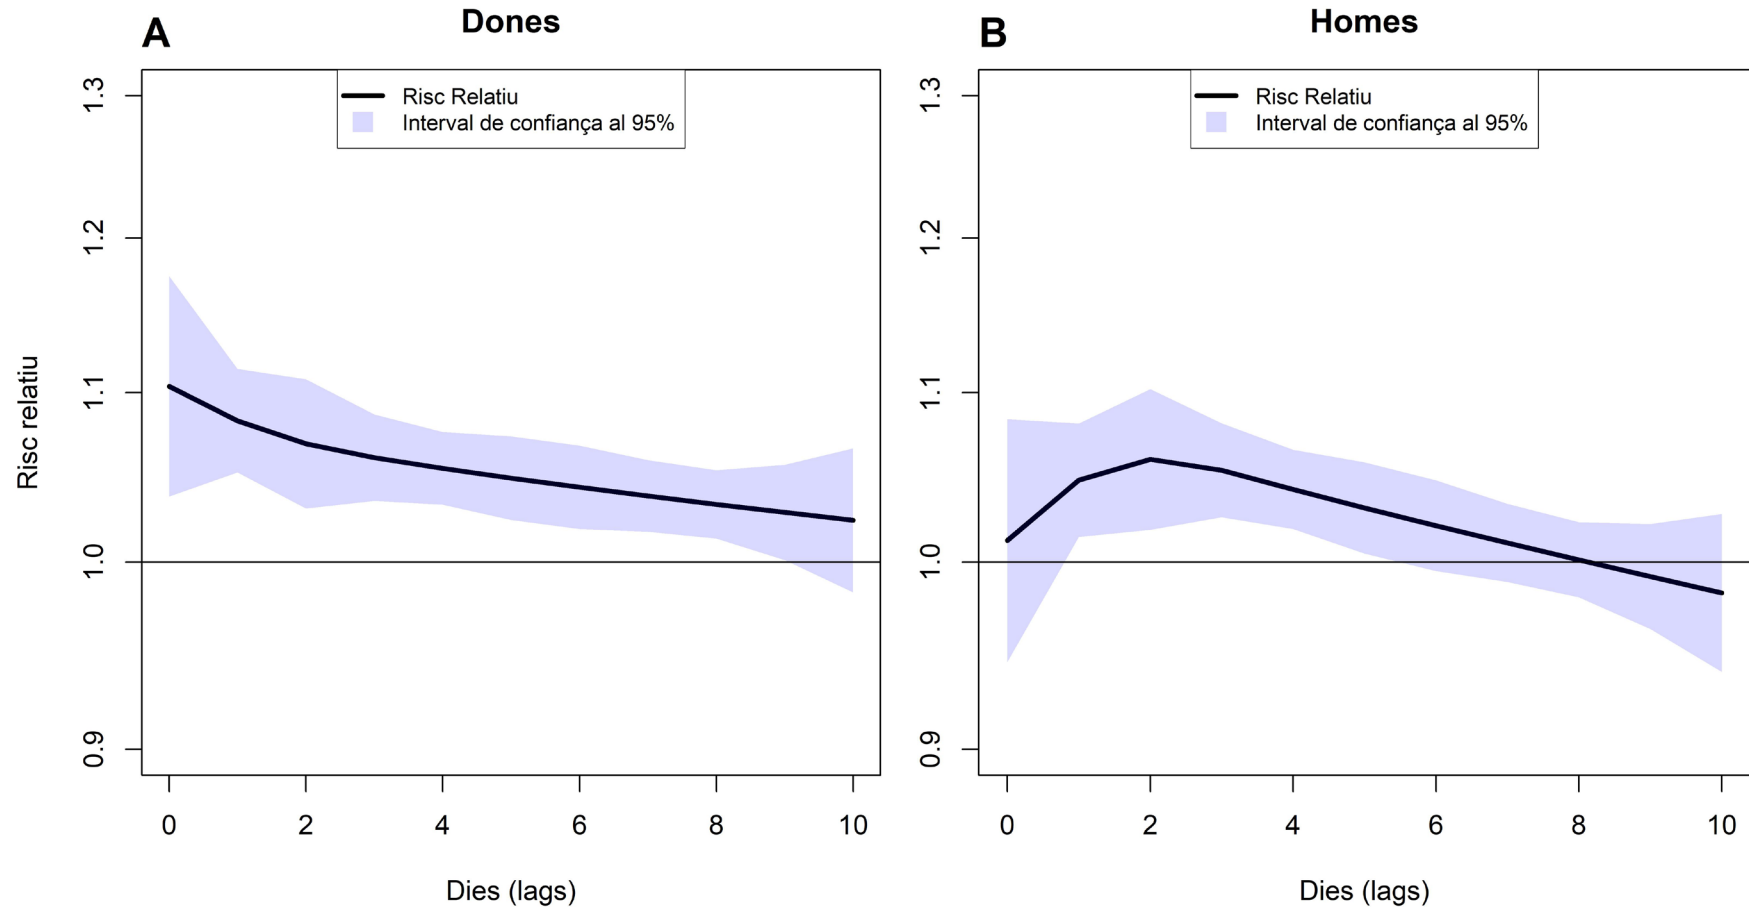 A
Dones
Risc Relatiu
Interval de confiança al 95%
Risc relatiu
1.3
1.2
1.1
1.0
0.9
0 2 4 6 8 10
Dies (lags)
B
Homes
Risc Relatiu
Interval de confiança al 95%
1.3
1.2
1.1
1.0
0.9
0 2 4 6 8 10
Dies (lags)